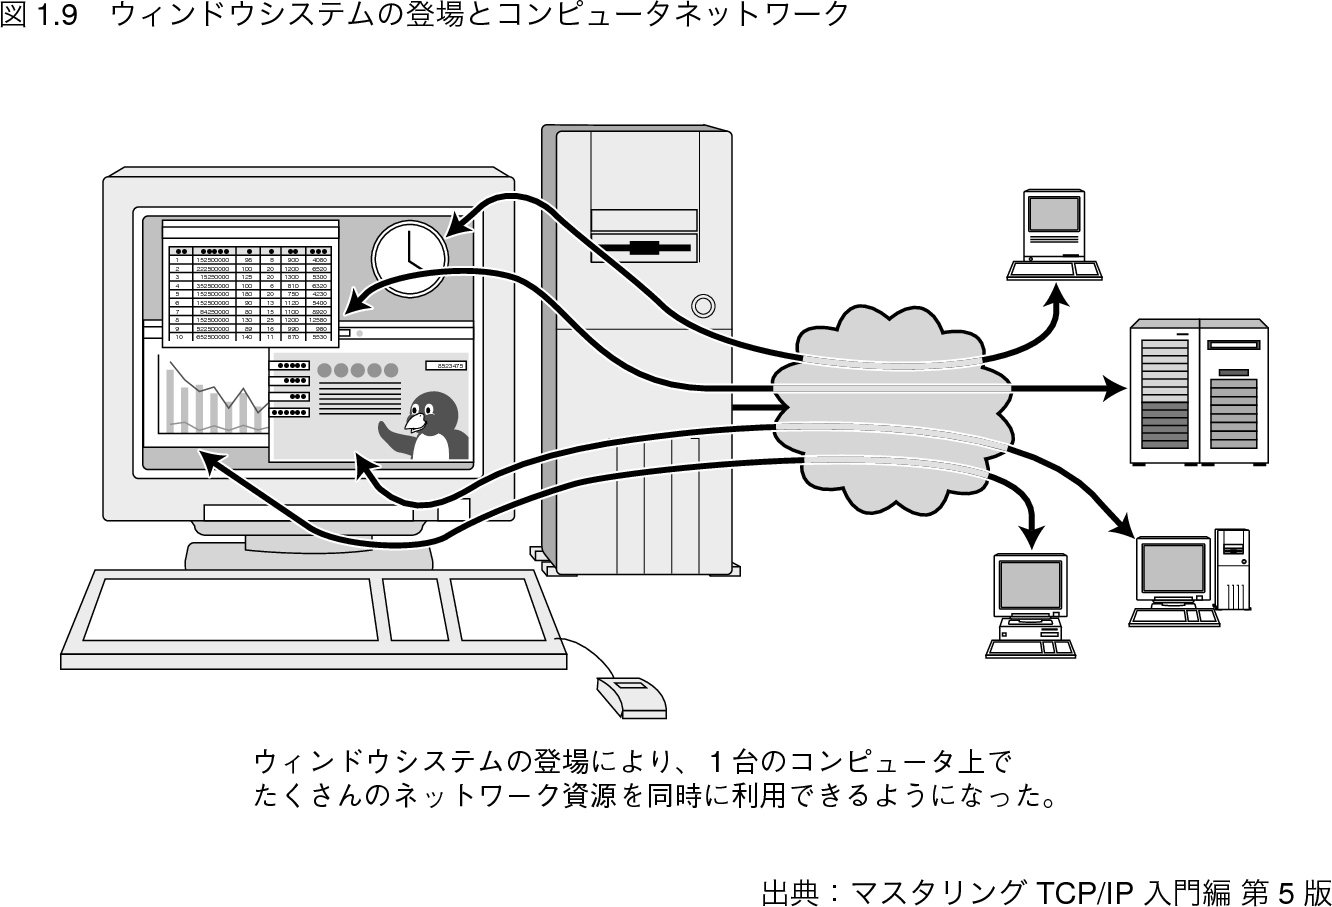 図 1.9　ウィンドウシステムの登場とコンピュータネットワーク
●● ●●●●● ● ● ●● ●●●
1 152500000 96 8 900 4080
2 222500000 100 20 1200 6520
3 15250000 125 20 1300 5300
4 352500000 100 6 810 6320
5 152500000 180 20 750 4230
6 152500000 90 13 1120 5400
7 84250000 80 15 1100 8920
8 152500000 130 25 1200 12580
9 522500000 89 16 990 980
10 652500000 140 11 870 5530
8523475
ウィンドウシステムの登場により、1 台のコンピュータ上で
たくさんのネットワーク資源を同時に利用できるようになった。
出典：マスタリング TCP/IP 入門編 第 5 版